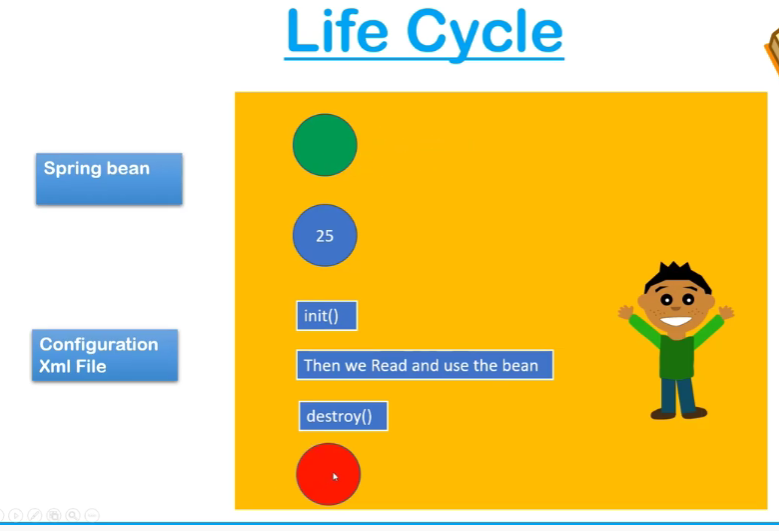 Life Cycle
Spring bean
25
init()
Configuration
Xml File
Then we Read and use the bean
destroy()